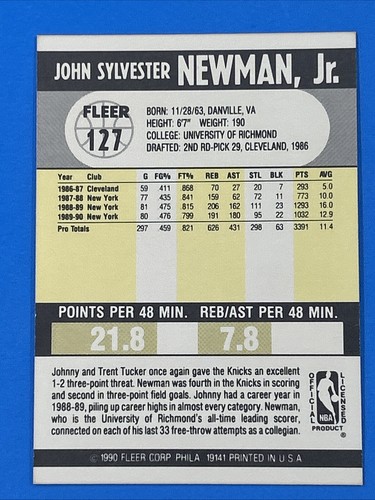 JOHN SYLVESTER NEWMAN, Jr.
FLEER
127
BORN: 11/28/63, DANVILLE, VA
HEIGHT: 6'7" WEIGHT: 190
COLLEGE: UNIVERSITY OF RICHMOND
DRAFTED: 2ND RD-PICK 29, CLEVELAND, 1986
Year Club G FG% FT% REB AST STL BLK PTS AVG
1986-87 Cleveland 59 .411 .868 70 27 20 7 293 5.0
1987-88 New York 77 .435 .841 159 62 72 11 773 10.0
1988-89 New York 81 .475 .815 206 162 111 23 1293 16.0
1989-90 New York 80 .476 .799 191 180 95 22 1032 12.9
Pro Totals 297 .459 .821 626 431 298 63 3391 11.4
POINTS PER 48 MIN. REB/AST PER 48 MIN.
21.8 7.8
Johnny and Trent Tucker once again gave the Knicks an excellent
1-2 three-point threat. Newman was fourth in the Knicks in scoring
and second in three-point field goals. Johnny had a career year in
1988-89, piling up career highs in almost every category. Newman,
who is the University of Richmond's all-time leading scorer,
connected on each of his last 33 free-throw attempts as a collegian.
OFFICIAL
LICENSED
NBA
PRODUCT ®
© 1990 FLEER CORP. PHILA. 19141 PRINTED IN U.S.A